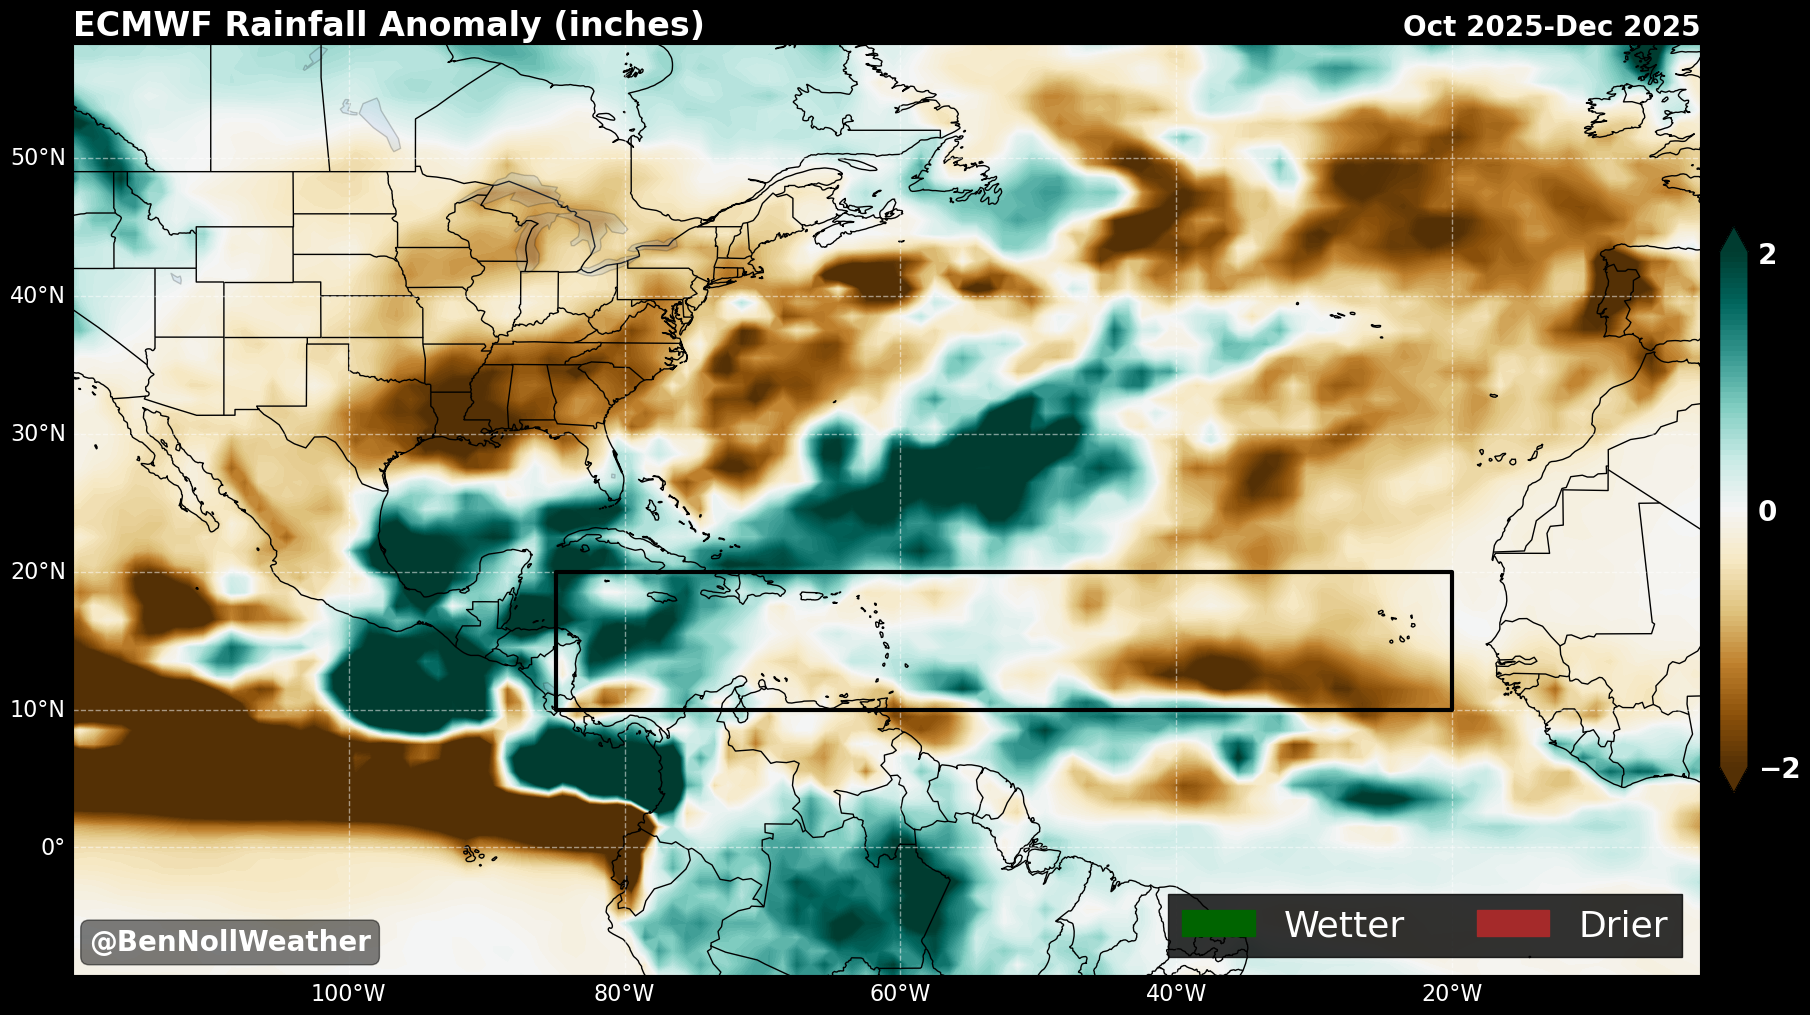 ECMWF Rainfall Anomaly (inches)
Oct 2025-Dec 2025
50°N
40°N
30°N
20°N
10°N
0°
100°W
80°W
60°W
40°W
20°W
2
0
−2
@BenNollWeather
Wetter
Drier